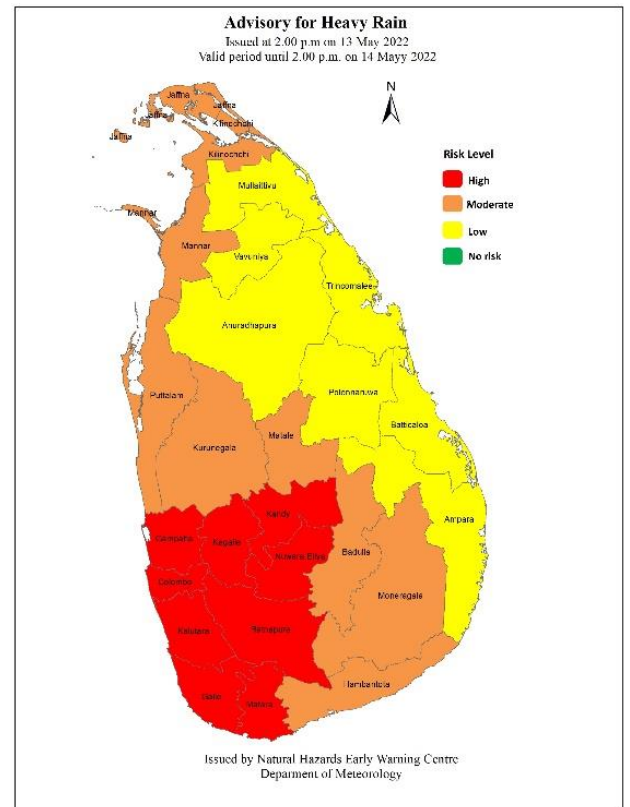 Advisory for Heavy Rain
Issued at 2.00 p.m on 13 May 2022
Valid period until 2.00 p.m. on 14 Mayy 2022
N
Jaffna
Jaffna
Jaffna
Kilinochchi
Jaffna
Kilinochchi
Risk Level
High
Moderate
Low
No risk
Mullaittivu
Mannar
Mannar
Vavuniya
Trincomalee
Anuradhapura
Polonnaruwa
Puttalam
Batticaloa
Kurunegala
Matale
Kandy
Ampara
Gampaha
Kegalle
Nuwara Eliya
Badulla
Colombo
Moneragala
Kalutara
Ratnapura
Hambantota
Galle
Matara
Issued by Natural Hazards Early Warning Centre
Deparment of Meteorology